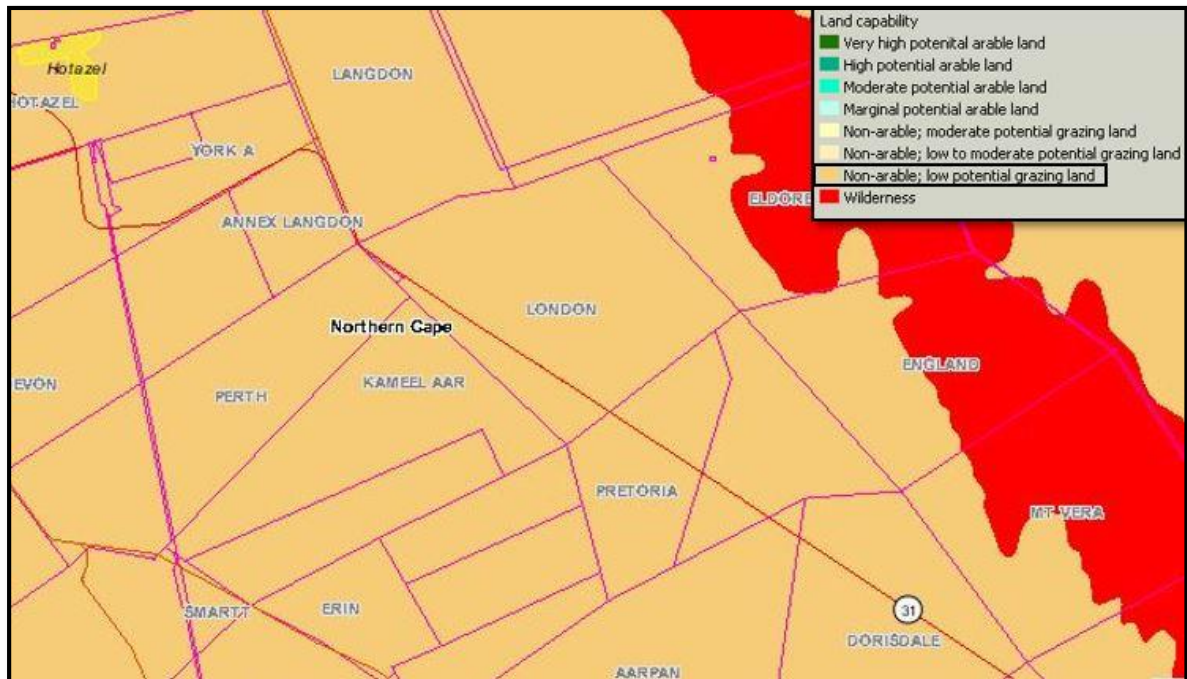 Land capability
Very high potenital arable land
High potential arable land
Moderate potential arable land
Marginal potential arable land
Non-arable; moderate potential grazing land
Non-arable; low to moderate potential grazing land
Non-arable; low potential grazing land
Wilderness
Hotazel
HOTAZEL
LANGDON
YORK A
ANNEX LANGDON
ELDORE
LONDON
Northern Cape
ENGLAND
EVON
PERTH
KAMEEL AAR
PRETORIA
MT VERA
SMARTT
ERIN
31
DORISDALE
AARPAN